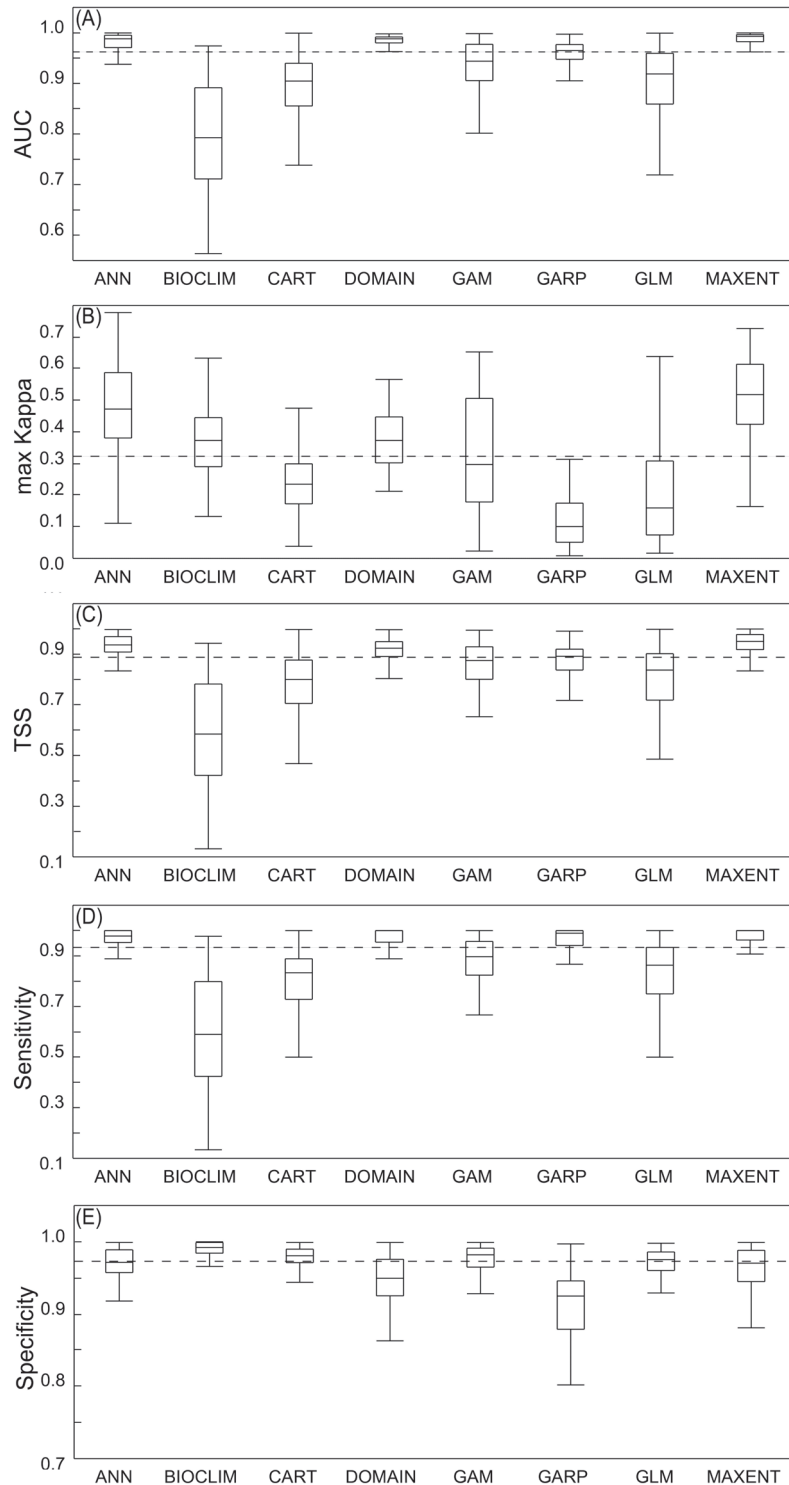 (A)
1.0
0.9
0.8
0.7
0.6
AUC
ANN BIOCLIM CART DOMAIN GAM GARP GLM MAXENT
(B)
0.7
0.6
0.5
0.4
0.3
0.2
0.1
0.0
max Kappa
ANN BIOCLIM CART DOMAIN GAM GARP GLM MAXENT
(C)
0.9
0.7
0.5
0.3
0.1
TSS
ANN BIOCLIM CART DOMAIN GAM GARP GLM MAXENT
(D)
0.9
0.7
0.5
0.3
0.1
Sensitivity
ANN BIOCLIM CART DOMAIN GAM GARP GLM MAXENT
(E)
1.0
0.9
0.8
0.7
Specificity
ANN BIOCLIM CART DOMAIN GAM GARP GLM MAXENT